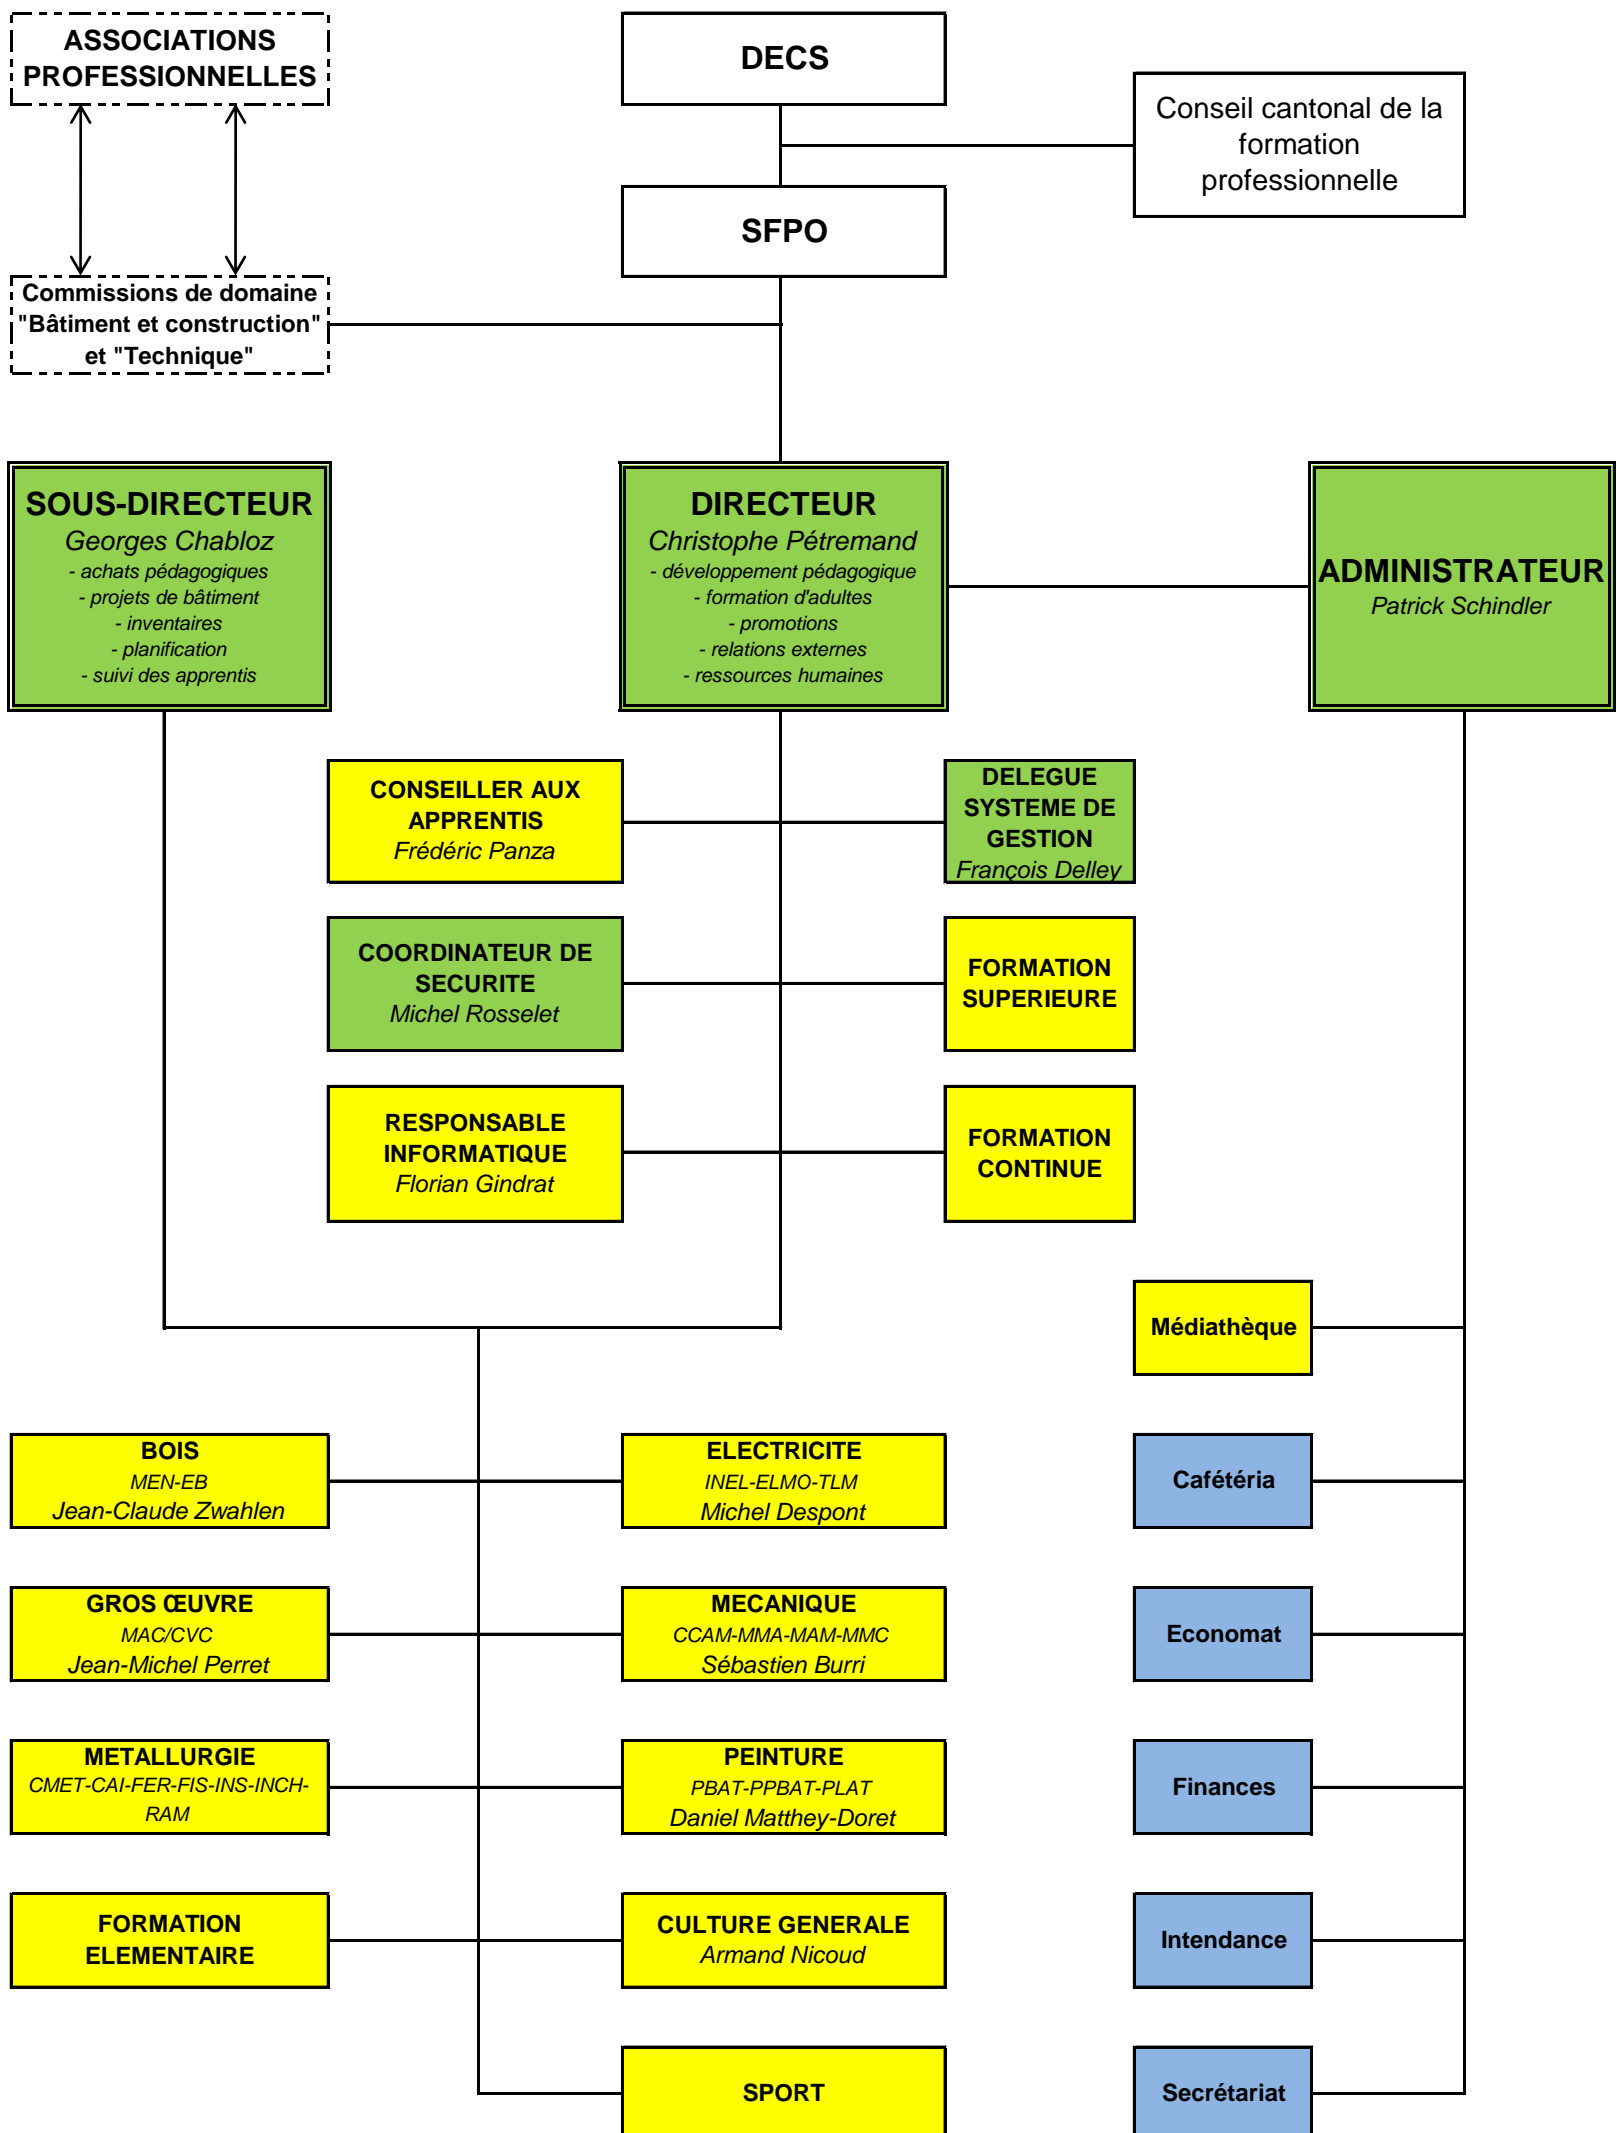 ASSOCIATIONS
PROFESSIONNELLES
DECS
Conseil cantonal de la
formation
professionnelle
SFPO
Commissions de domaine
"Bâtiment et construction"
et "Technique"
SOUS-DIRECTEUR
Georges Chabloz
- achats pédagogiques
- projets de bâtiment
- inventaires
- planification
- suivi des apprentis
DIRECTEUR
Christophe Pétremand
- développement pédagogique
- formation d'adultes
- promotions
- relations externes
- ressources humaines
ADMINISTRATEUR
Patrick Schindler
CONSEILLER AUX
APPRENTIS
Frédéric Panza
DELEGUE
SYSTEME DE
GESTION
François Delley
COORDINATEUR DE
SECURITE
Michel Rosselet
FORMATION
SUPERIEURE
RESPONSABLE
INFORMATIQUE
Florian Gindrat
FORMATION
CONTINUE
Médiathèque
BOIS
MEN-EB
Jean-Claude Zwahlen
ELECTRICITE
INEL-ELMO-TLM
Michel Despont
Cafétéria
GROS ŒUVRE
MAC/CVC
Jean-Michel Perret
MECANIQUE
CCAM-MMA-MAM-MMC
Sébastien Burri
Economat
METALLURGIE
CMET-CAI-FER-FIS-INS-INCH-
RAM
PEINTURE
PBAT-PPBAT-PLAT
Daniel Matthey-Doret
Finances
FORMATION
ELEMENTAIRE
CULTURE GENERALE
Armand Nicoud
Intendance
SPORT
Secrétariat